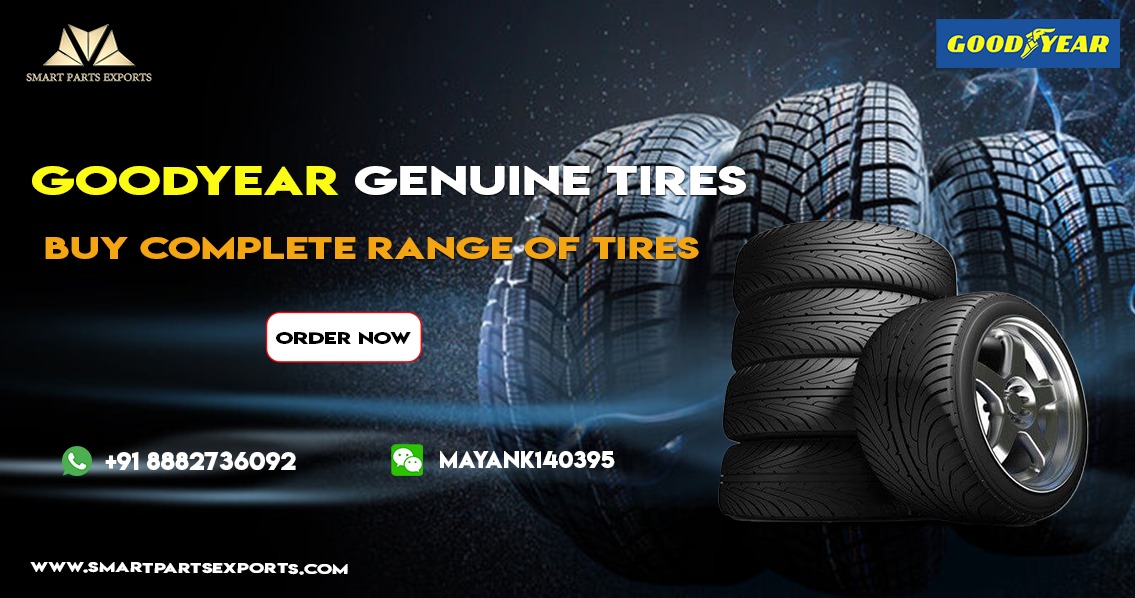 SMART PARTS EXPORTS
GOODYEAR
GOODYEAR GENUINE TIRES
BUY COMPLETE RANGE OF TIRES
ORDER NOW
+91 8882736092
MAYANK140395
WWW.SMARTPARTSEXPORTS.COM